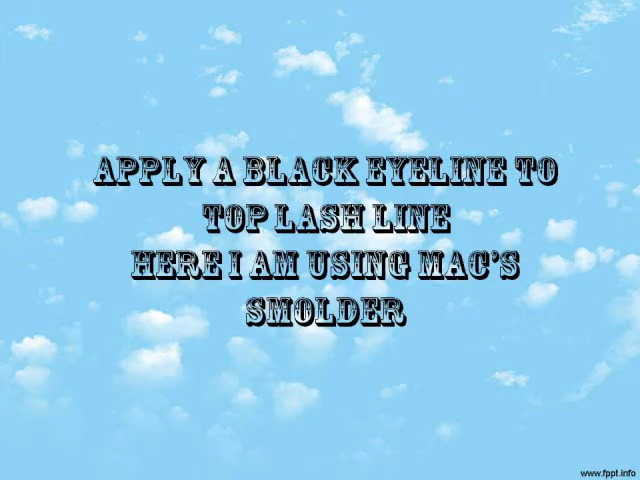 APPLY A BLACK EYELINE TO
TOP LASH LINE
HERE I AM USING MAC'S
SMOLDER
www.fppt.info